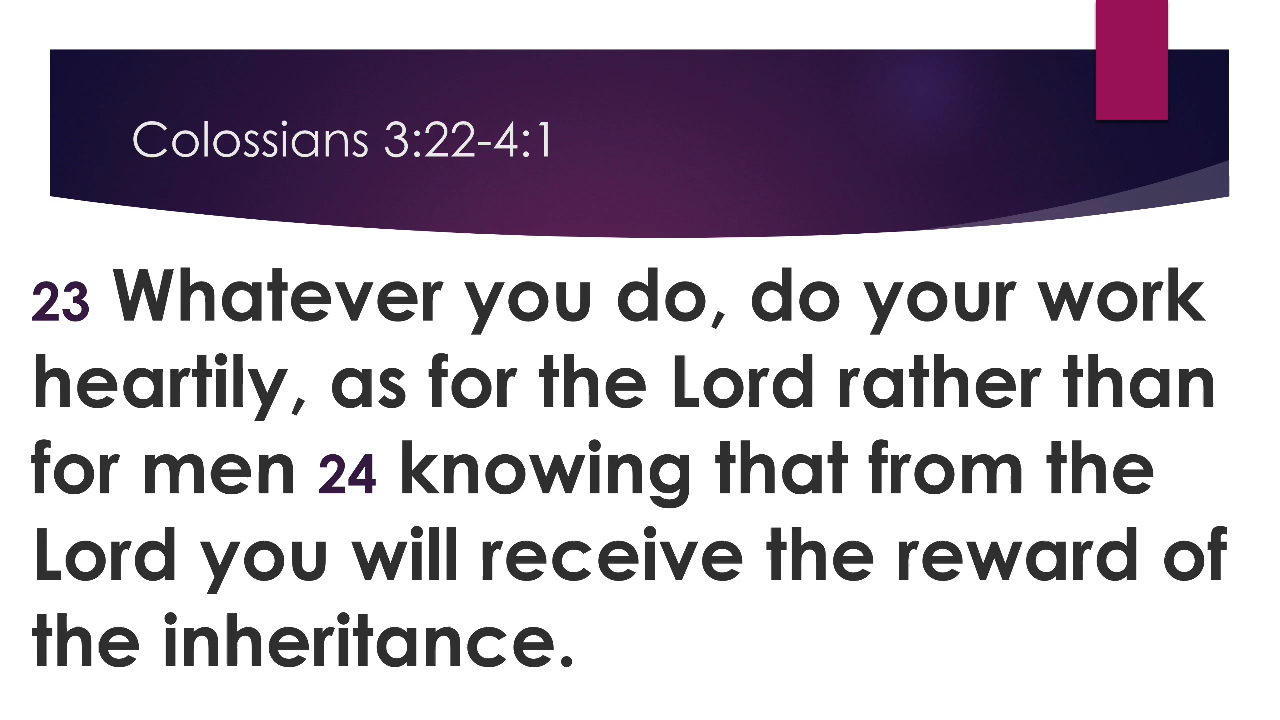 Colossians 3:22-4:1
23 Whatever you do, do your work
heartily, as for the Lord rather than
for men 24 knowing that from the
Lord you will receive the reward of
the inheritance.